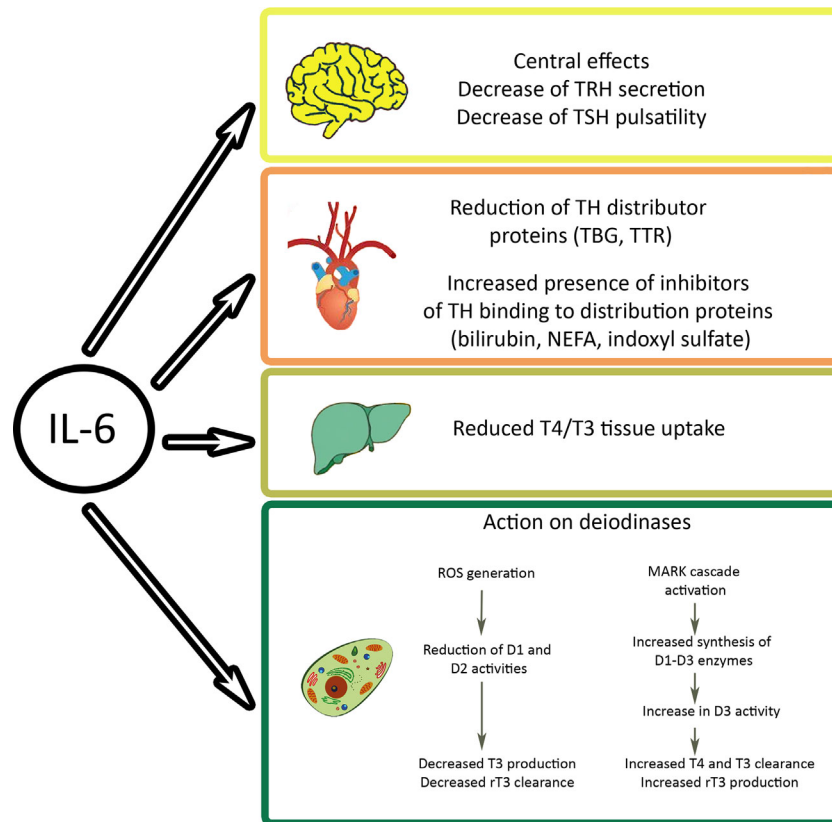 IL-6
Central effects
Decrease of TRH secretion
Decrease of TSH pulsatility
Reduction of TH distributor
proteins (TBG, TTR)
Increased presence of inhibitors
of TH binding to distribution proteins
(bilirubin, NEFA, indoxyl sulfate)
Reduced T4/T3 tissue uptake
Action on deiodinases
ROS generation
Reduction of D1 and
D2 activities
Decreased T3 production
Decreased rT3 clearance
MARK cascade
activation
Increased synthesis of
D1-D3 enzymes
Increase in D3 activity
Increased T4 and T3 clearance
Increased rT3 production